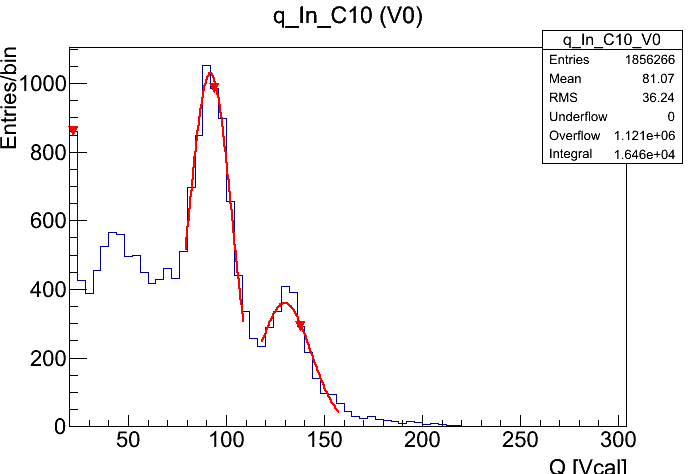 q_In_C10 (V0)
q_In_C10_V0
Entries 1856266
Mean 81.07
RMS 36.24
Underflow 0
Overflow 1.121e+06
Integral 1.646e+04
Entries/bin
1000
800
600
400
200
0
50 100 150 200 250 300
Q [Vcal]